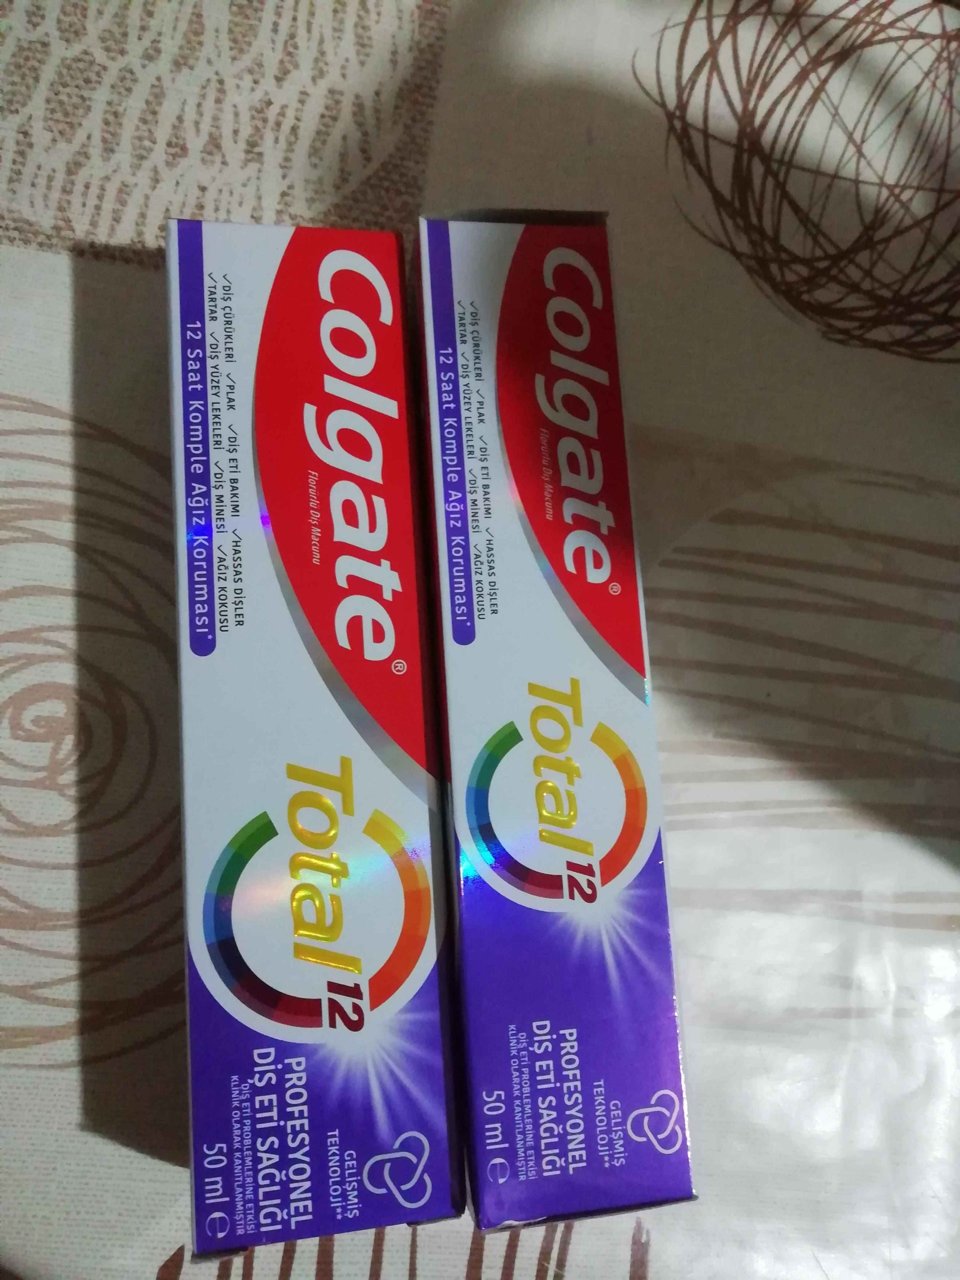 Colgate®
Florürlü Diş Macunu
✓DİŞ ÇÜRÜKLERİ ✓PLAK ✓DİŞ ETİ BAKIMI ✓HASSAS DİŞLER
✓TARTAR ✓DİŞ YÜZEY LEKELERİ ✓DİŞ MİNESİ ✓AĞIZ KOKUSU
12 Saat Komple Ağız Koruması*
Total 12
GELİŞMİŞ
TEKNOLOJİ**
PROFESYONEL
DİŞ ETİ SAĞLIĞI
DİŞ ETİ PROBLEMLERİNE ETKİSİ
KLİNİK OLARAK KANITLANMIŞTIR
50 ml e
Colgate®
Florürlü Diş Macunu
✓DİŞ ÇÜRÜKLERİ ✓PLAK ✓DİŞ ETİ BAKIMI ✓HASSAS DİŞLER
✓TARTAR ✓DİŞ YÜZEY LEKELERİ ✓DİŞ MİNESİ ✓AĞIZ KOKUSU
12 Saat Komple Ağız Koruması*
Total 12
GELİŞMİŞ
TEKNOLOJİ**
PROFESYONEL
DİŞ ETİ SAĞLIĞI
DİŞ ETİ PROBLEMLERİNE ETKİSİ
KLİNİK OLARAK KANITLANMIŞTIR
50 ml e